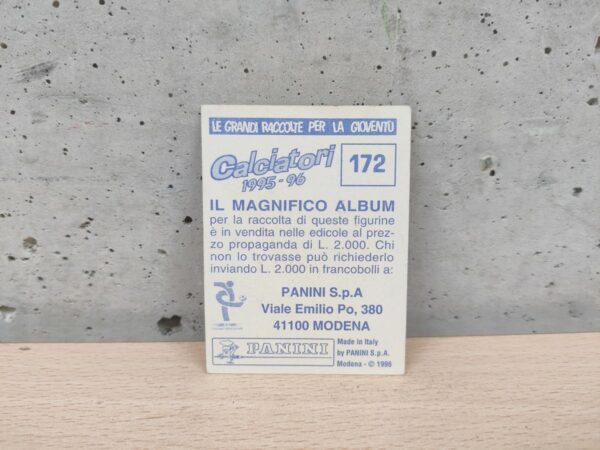 LE GRANDI RACCOLTE PER LA GIOVENTÙ
Calciatori
1995-96
172
IL MAGNIFICO ALBUM
per la raccolta di queste figurine
è in vendita nelle edicole al prez-
zo propaganda di L. 2.000. Chi
non lo trovasse può richiederlo
inviando L. 2.000 in francobolli a:
PANINI S.p.A
Viale Emilio Po, 380
41100 MODENA
PANINI
Made in Italy
by PANINI S.p.A.
Modena - © 1996